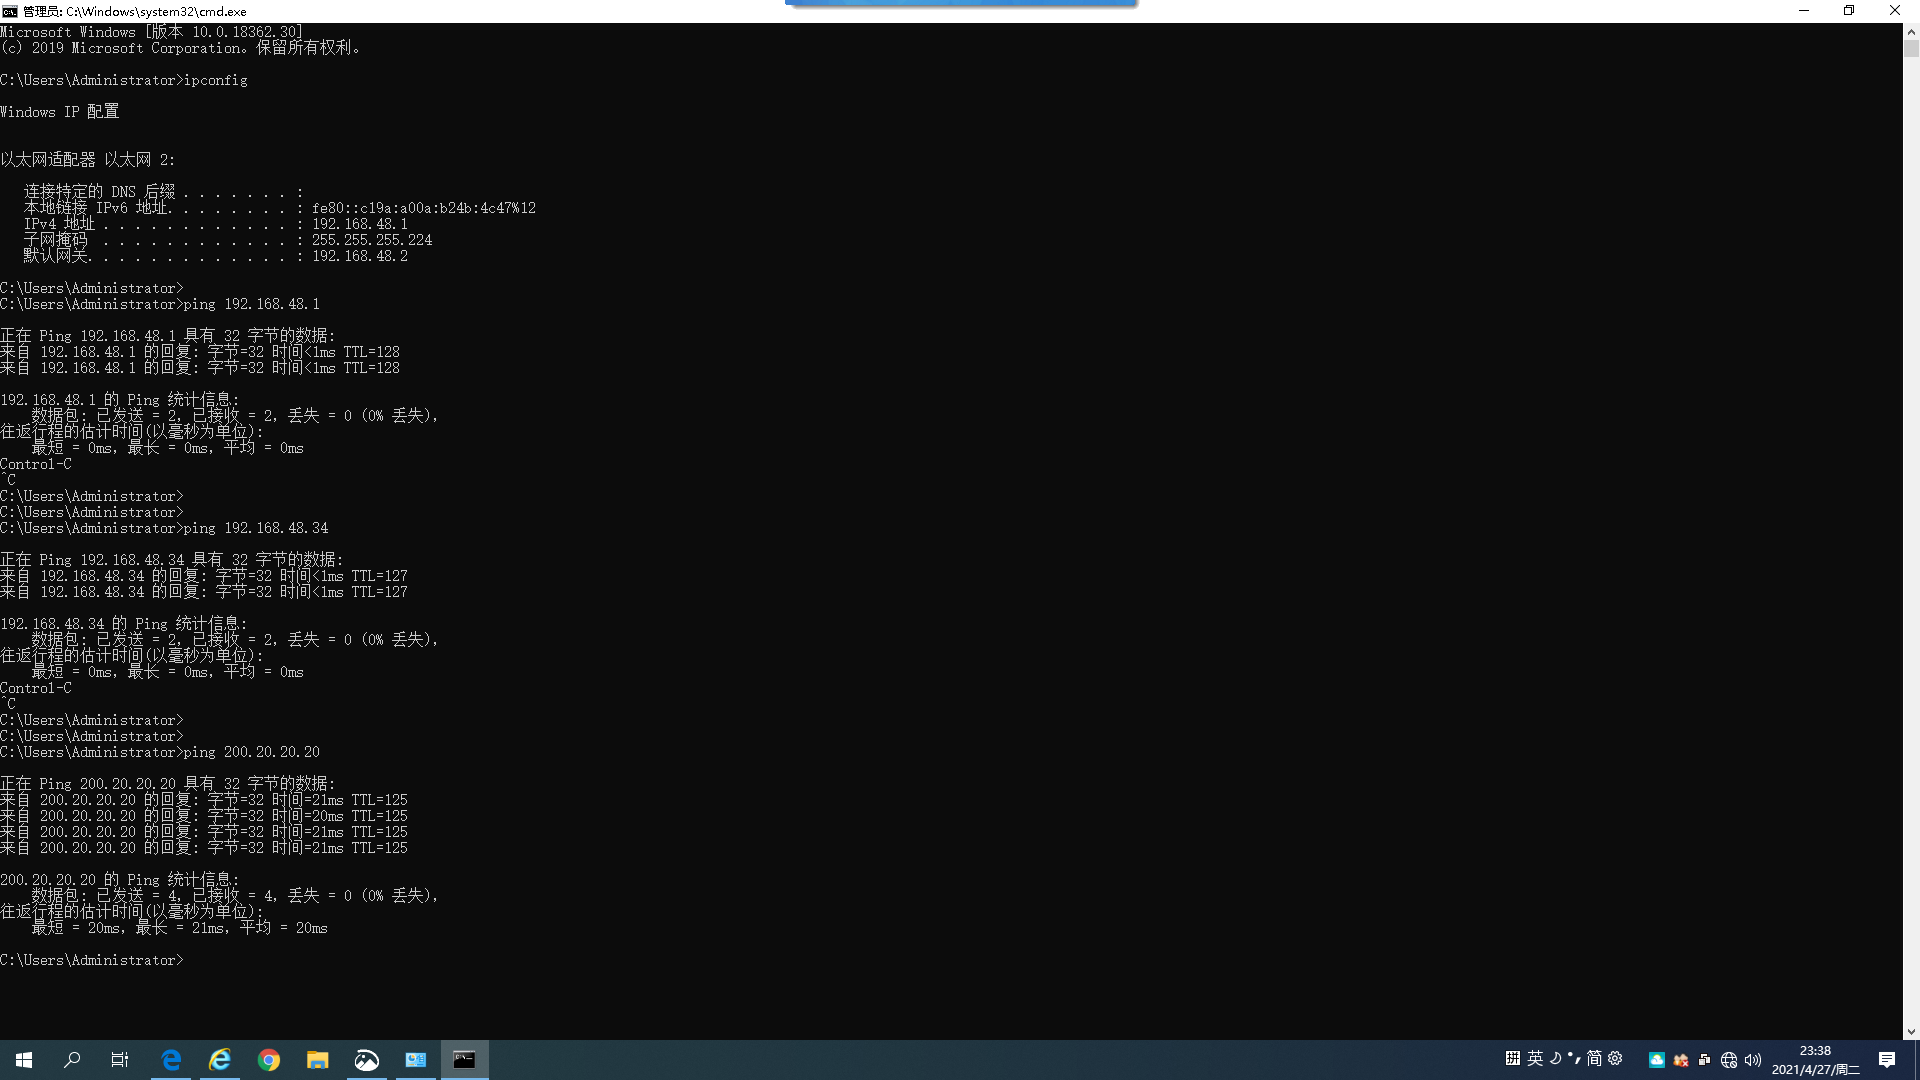 管理员: C:\Windows\system32\cmd.exe
Microsoft Windows [版本 10.0.18362.30]
(c) 2019 Microsoft Corporation。保留所有权利。
C:\Users\Administrator>ipconfig
Windows IP 配置
以太网适配器 以太网 2:
连接特定的 DNS 后缀 . . . . . . . :
本地链接 IPv6 地址. . . . . . . . : fe80::c19a:a00a:b24b:4c47%12
IPv4 地址 . . . . . . . . . . . . : 192.168.48.1
子网掩码  . . . . . . . . . . . . : 255.255.255.224
默认网关. . . . . . . . . . . . . : 192.168.48.2
C:\Users\Administrator>
C:\Users\Administrator>ping 192.168.48.1
正在 Ping 192.168.48.1 具有 32 字节的数据:
来自 192.168.48.1 的回复: 字节=32 时间<1ms TTL=128
来自 192.168.48.1 的回复: 字节=32 时间<1ms TTL=128
192.168.48.1 的 Ping 统计信息:
数据包: 已发送 = 2，已接收 = 2，丢失 = 0 (0% 丢失)，
往返行程的估计时间(以毫秒为单位):
最短 = 0ms，最长 = 0ms，平均 = 0ms
Control-C
^C
C:\Users\Administrator>
C:\Users\Administrator>
C:\Users\Administrator>ping 192.168.48.34
正在 Ping 192.168.48.34 具有 32 字节的数据:
来自 192.168.48.34 的回复: 字节=32 时间<1ms TTL=127
来自 192.168.48.34 的回复: 字节=32 时间<1ms TTL=127
192.168.48.34 的 Ping 统计信息:
数据包: 已发送 = 2，已接收 = 2，丢失 = 0 (0% 丢失)，
往返行程的估计时间(以毫秒为单位):
最短 = 0ms，最长 = 0ms，平均 = 0ms
Control-C
^C
C:\Users\Administrator>
C:\Users\Administrator>
C:\Users\Administrator>ping 200.20.20.20
正在 Ping 200.20.20.20 具有 32 字节的数据:
来自 200.20.20.20 的回复: 字节=32 时间=21ms TTL=125
来自 200.20.20.20 的回复: 字节=32 时间=20ms TTL=125
来自 200.20.20.20 的回复: 字节=32 时间=21ms TTL=125
来自 200.20.20.20 的回复: 字节=32 时间=21ms TTL=125
200.20.20.20 的 Ping 统计信息:
数据包: 已发送 = 4，已接收 = 4，丢失 = 0 (0% 丢失)，
往返行程的估计时间(以毫秒为单位):
最短 = 20ms，最长 = 21ms，平均 = 20ms
C:\Users\Administrator>
拼 英 简
23:38
2021/4/27/周二